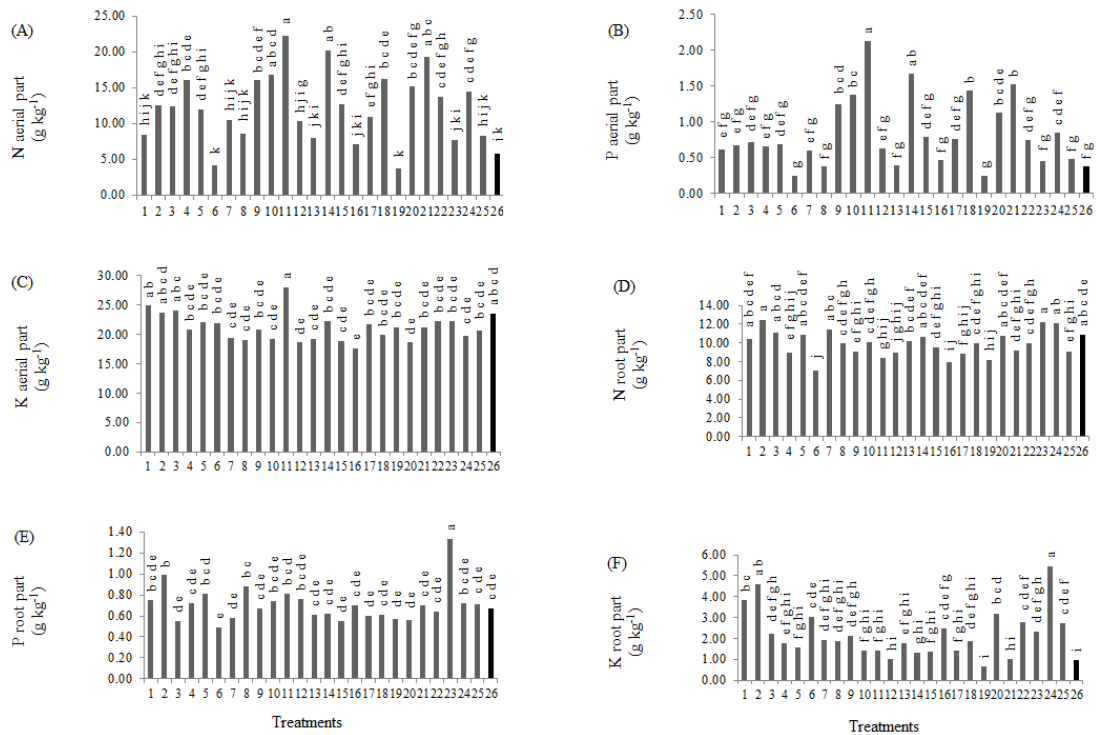 (A)
N aerial part
(g kg-1)
25.00
20.00
15.00
10.00
5.00
0.00
h i j k
d e f g h i
d e f g h i
b c d e
d e f g h i
k
h i j k
h i j k
b c d e f
a b c d
a
h i j g
j k i
a b
d e f g h i
j k i
e f g h i
b c d e
k
b c d e f g
a b c
c d e f g h
j k i
c d e f g
h i j k
1 2 3 4 5 6 7 8 9 10 11 12 13 14 15 16 17 18 19 20 21 22 23 24 25 26
(B)
P aerial part
(g kg-1)
2.50
2.00
1.50
1.00
0.50
0.00
e f g
e f g
e f g
e f g
d e f
g
e f g
f g
b c d
b c
a
e f g
f g
a b
d e f g
f g
d e f g
b
g
b c d e
b
d e f g
f g
c d e f
f g
f g
1 2 3 4 5 6 7 8 9 10 11 12 13 14 15 16 17 18 19 20 21 22 23 24 25 26
(C)
K aerial part
(g kg-1)
30.00
25.00
20.00
15.00
10.00
5.00
0.00
a b
a b c d
a b c
b c d e
b c d e
b c d e
c d e
c d e
b c d e
c d e
a
d e
c d e
b c d e
d e
e
b c d e
c d e
b c d e
d e
b c d e
b c d e
b c d e
c d e
b c d e
a b c d
1 2 3 4 5 6 7 8 9 10 11 12 13 14 15 16 17 18 19 20 21 22 23 24 25 26
(D)
N root part
(g kg-1)
14.00
12.00
10.00
8.00
6.00
4.00
2.00
0.00
a b c d e f
a
a b c d
e f g h i j
a b c d e f
j
a b c
c d e f g h
e f g h i
c d e f g h
g h i j
j g h i j
b c d e f
a b c d e f
d e f g h i
i j
f g h i j
c d e f g h i
h i j
a b c d e f
d e f g h i
c d e f g h
a
a b
e f g h i
a b c d e
1 2 3 4 5 6 7 8 9 10 11 12 13 14 15 16 17 18 19 20 21 22 23 24 25 26
(E)
P root part
(g kg-1)
1.40
1.20
1.00
0.80
0.60
0.40
0.20
0.00
b c d e
b
d e
c d e
b c d
e
d e
b c
c d e
b c d e
b c d
b c d e
c d e
c d e
d e
c d e
c d e
c d e
d e
d e
c d e
c d e
a
c d e
c d e
c d e
1 2 3 4 5 6 7 8 9 10 11 12 13 14 15 16 17 18 19 20 21 22 23 24 25 26
Treatments
(F)
K root part
(g kg-1)
6.00
5.00
4.00
3.00
2.00
1.00
0.00
b c
a b
d e f g h
e f g h i
f g h i
c d e
d e f g h i
d e f g h i
d e f g h
f g h i
f g h i
h i
e f g h i
g h i
f g h i
c d e f g
f g h i
d e f g h i
i
b c d
h i
c d e f
d e f g h
a
c d e f
i
1 2 3 4 5 6 7 8 9 10 11 12 13 14 15 16 17 18 19 20 21 22 23 24 25 26
Treatments